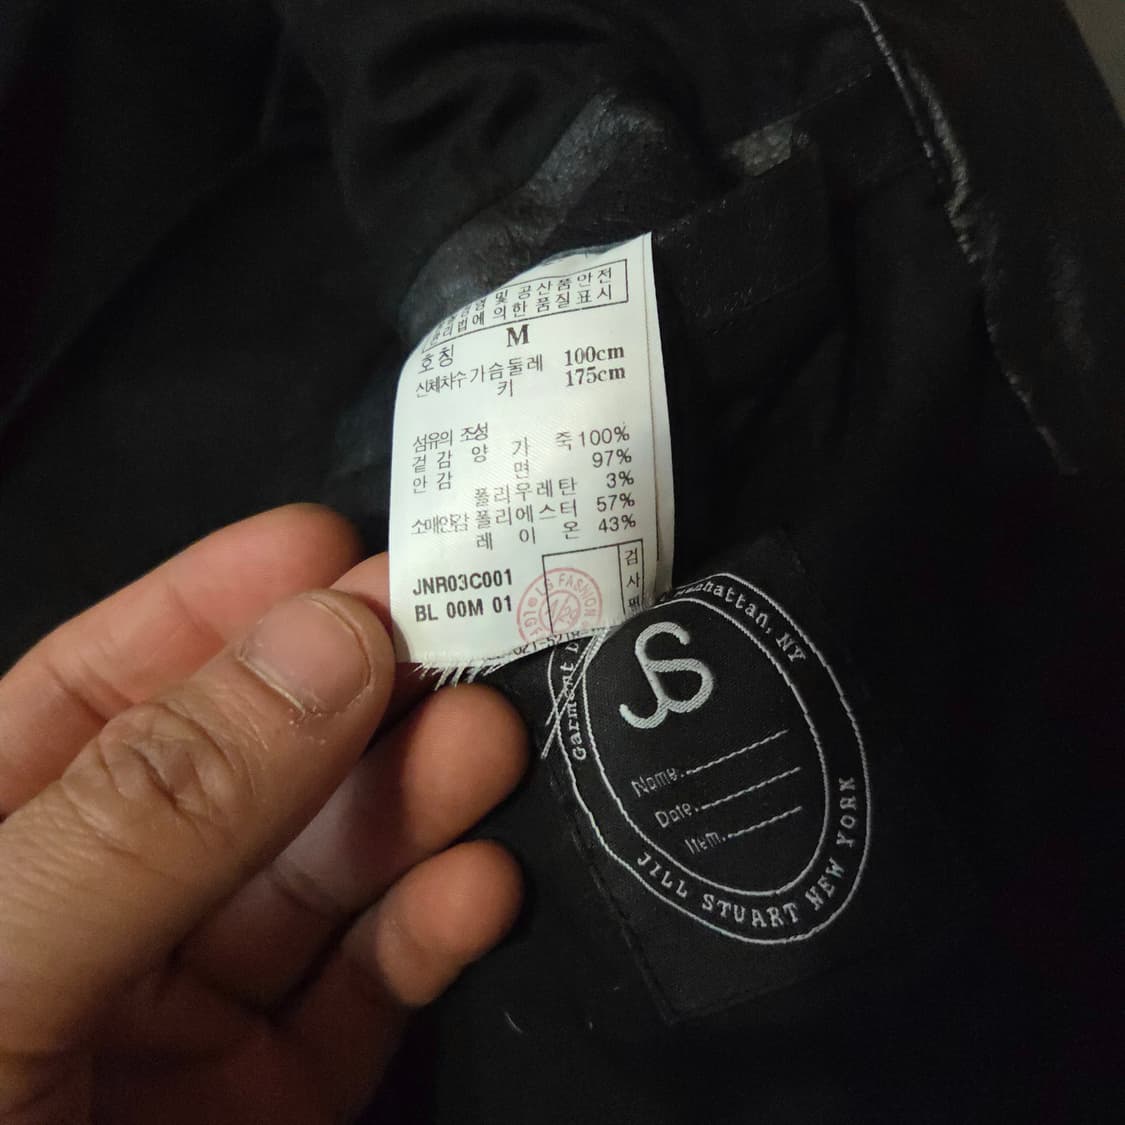 및 공산품안전
관리법에 의한 품질표시
호칭 M
신체치수 가슴둘레 100cm
키 175cm
섬유의 조성
겉감 양 가 죽 100%
안감 면 97%
폴리우레탄 3%
소매안감 폴리에스터 57%
레 이 온 43%
JNR03C001
BL 00M 01
검사필
LG FASHION
Manhattan, NY
Garment
JS
Name.
Date.
Item.
JILL STUART NEW YORK